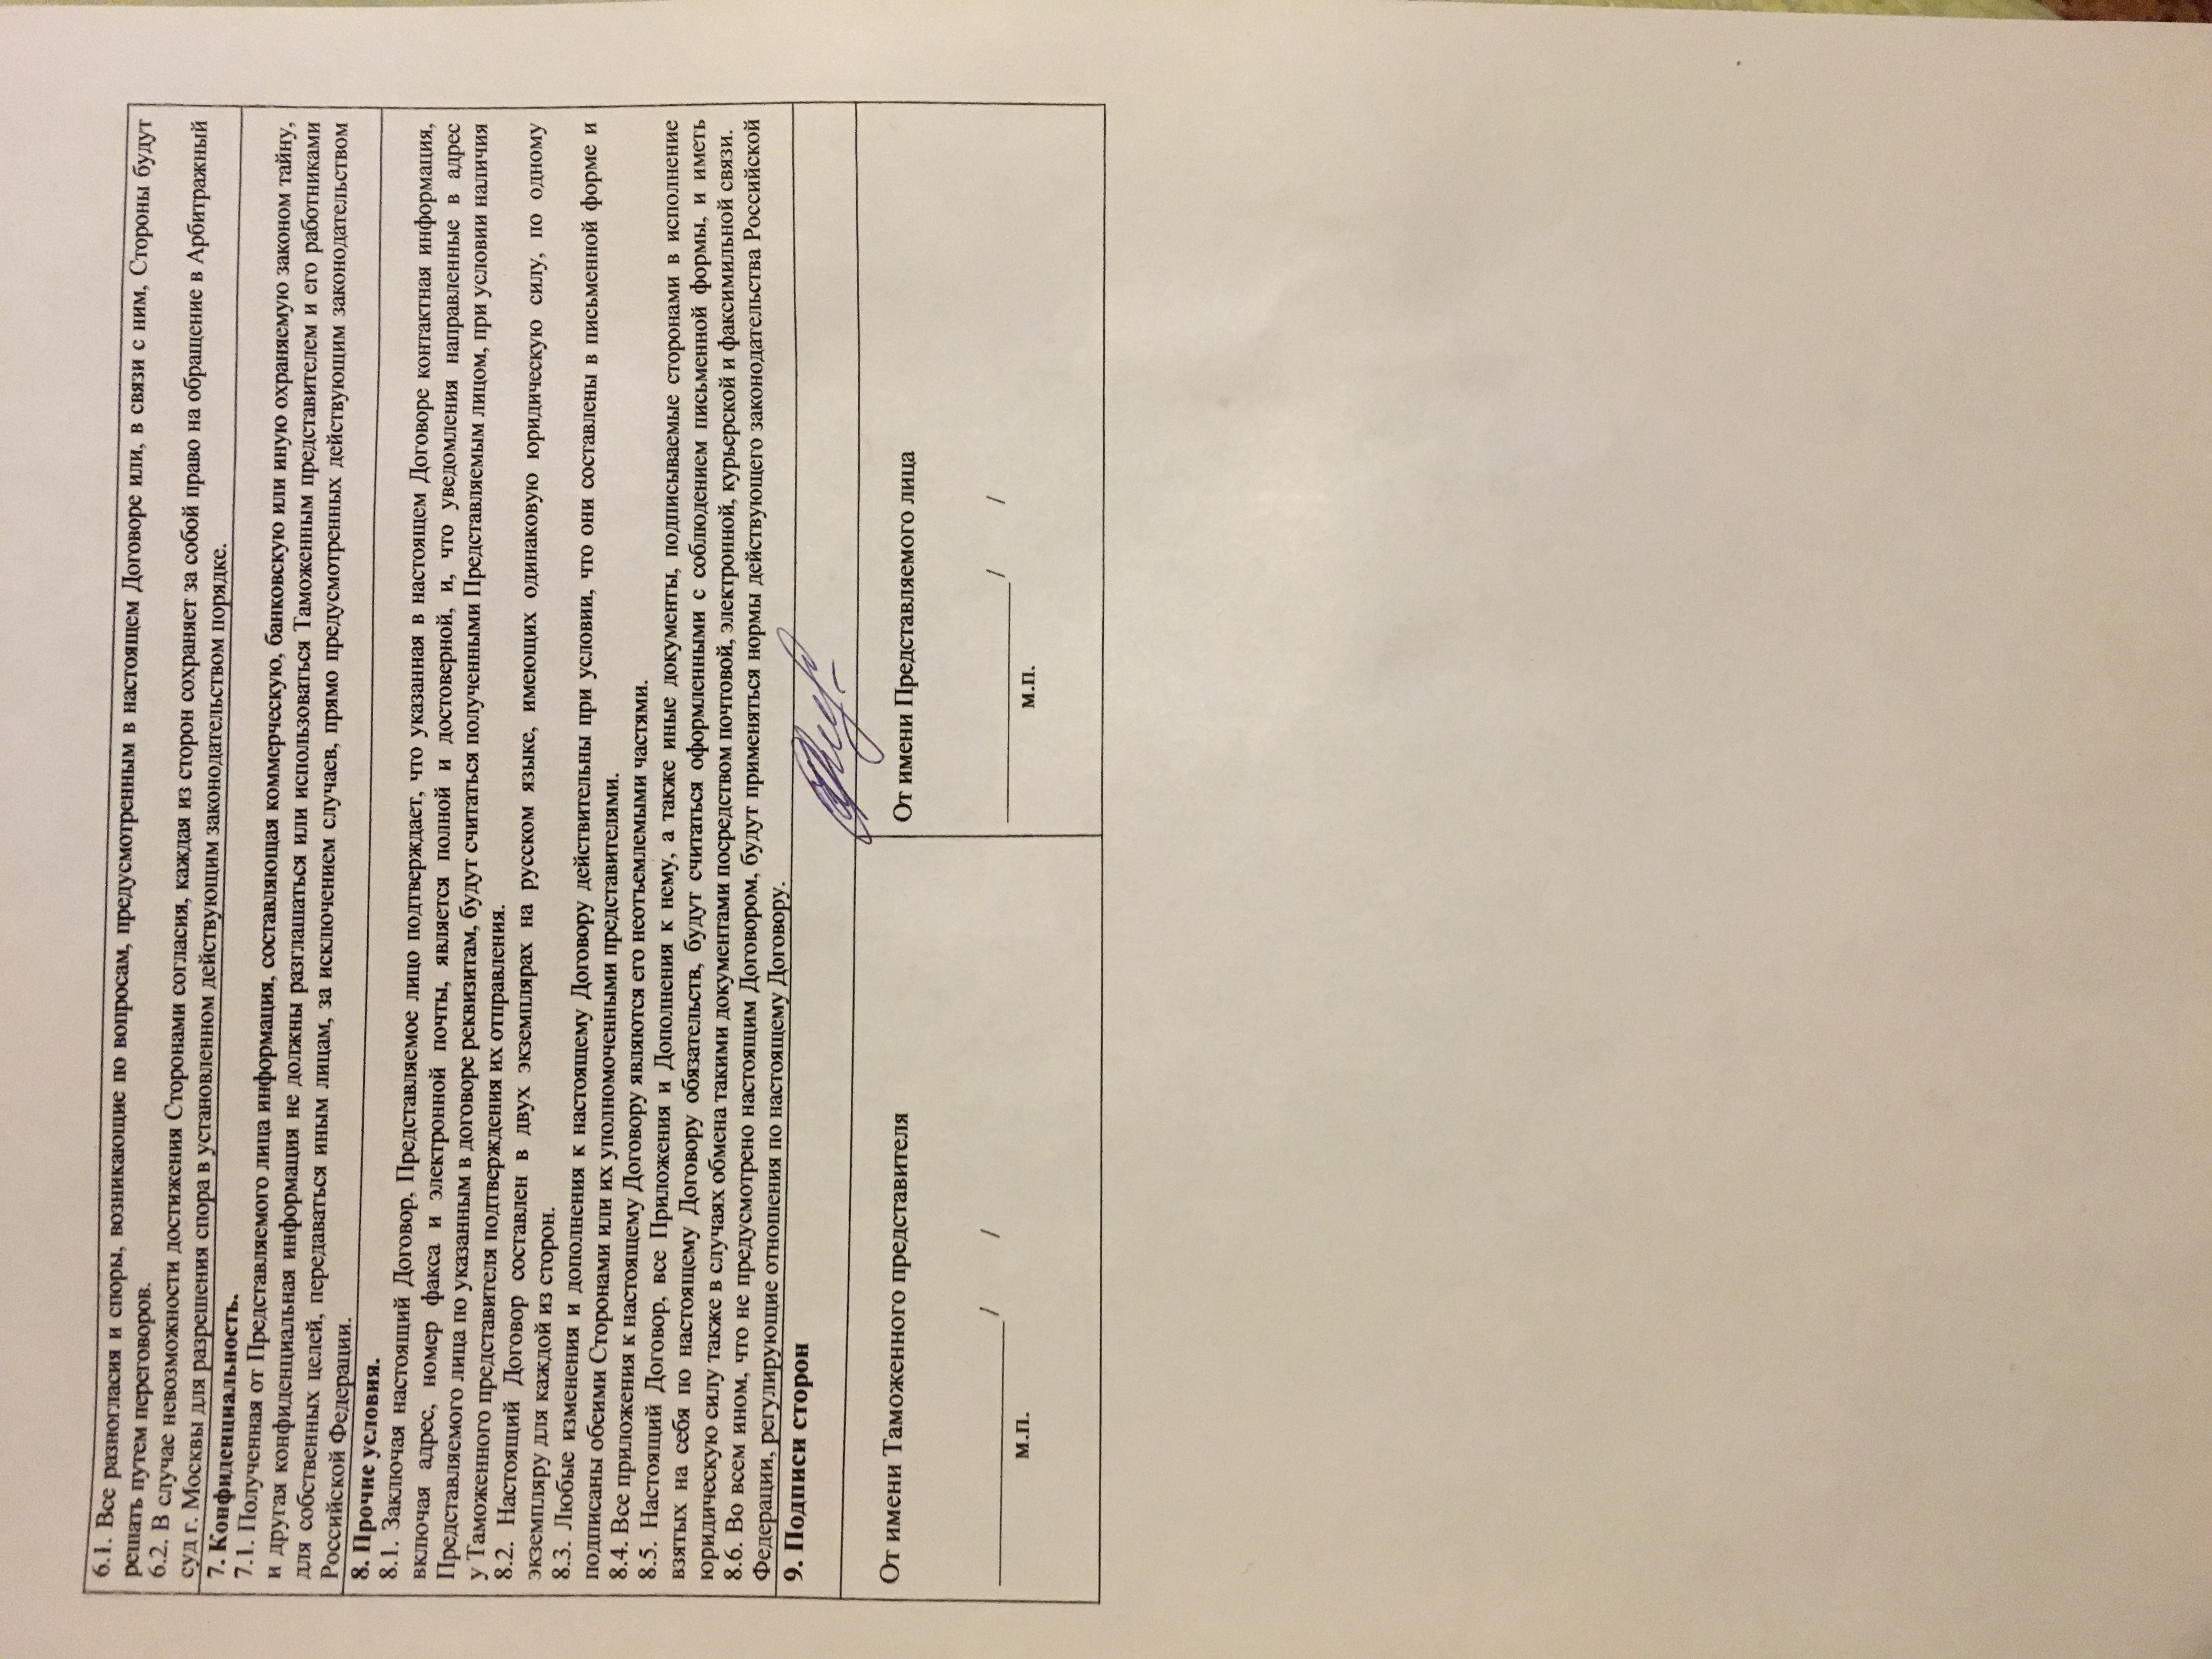 6.1. Все разногласия и споры, возникающие по вопросам, предусмотренным в настоящем Договоре или, в связи с ним, Стороны будут
решать путем переговоров.
6.2. В случае невозможности достижения Сторонами согласия, каждая из сторон сохраняет за собой право на обращение в Арбитражный
суд г. Москвы для разрешения спора в установленном действующим законодательством порядке.
7. Конфиденциальность.
7.1. Полученная от Представляемого лица информация, составляющая коммерческую, банковскую или иную охраняемую законом тайну,
и другая конфиденциальная информация не должны разглашаться или использоваться Таможенным представителем и его работниками
для собственных целей, передаваться иным лицам, за исключением случаев, прямо предусмотренных действующим законодательством
Российской Федерации.
8. Прочие условия.
8.1. Заключая настоящий Договор, Представляемое лицо подтверждает, что указанная в настоящем Договоре контактная информация,
включая адрес, номер факса и электронной почты, является полной и достоверной, и, что уведомления направленные в адрес
Представляемого лица по указанным в договоре реквизитам, будут считаться полученными Представляемым лицом, при условии наличия
у Таможенного представителя подтверждения их отправления.
8.2. Настоящий Договор составлен в двух экземплярах на русском языке, имеющих одинаковую юридическую силу, по одному
экземпляру для каждой из сторон.
8.3. Любые изменения и дополнения к настоящему Договору действительны при условии, что они составлены в письменной форме и
подписаны обеими Сторонами или их уполномоченными представителями.
8.4. Все приложения к настоящему Договору являются его неотъемлемыми частями.
8.5. Настоящий Договор, все Приложения и Дополнения к нему, а также иные документы, подписываемые сторонами в исполнение
взятых на себя по настоящему Договору обязательств, будут считаться оформленными с соблюдением письменной формы, и иметь
юридическую силу также в случаях обмена такими документами посредством почтовой, электронной, курьерской и факсимильной связи.
8.6. Во всем ином, что не предусмотрено настоящим Договором, будут применяться нормы действующего законодательства Российской
Федерации, регулирующие отношения по настоящему Договору.
9. Подписи сторон
От имени Таможенного представителя
____________________/ /
М.П.
От имени Представляемого лица
__________________/ /
М.П.